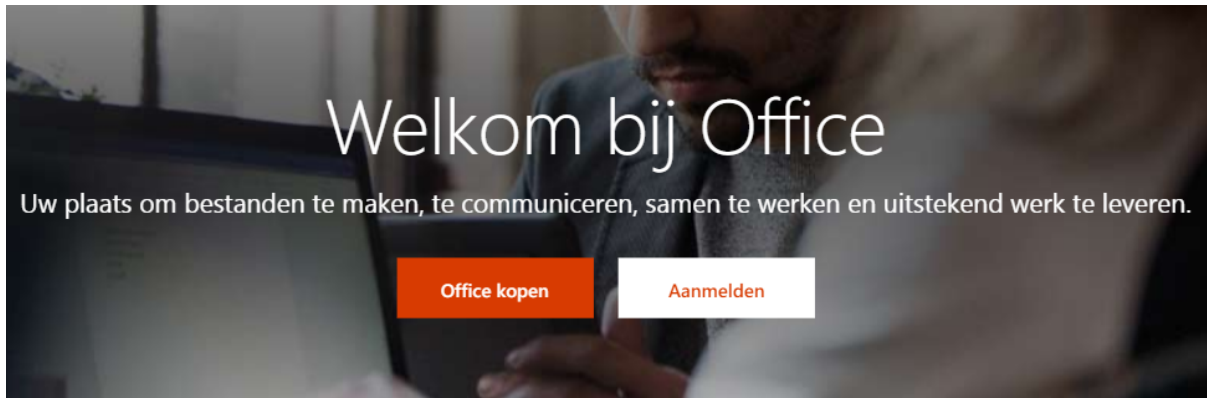 Welkom bij Office
Uw plaats om bestanden te maken, te communiceren, samen te werken en uitstekend werk te leveren.
Office kopen
Aanmelden